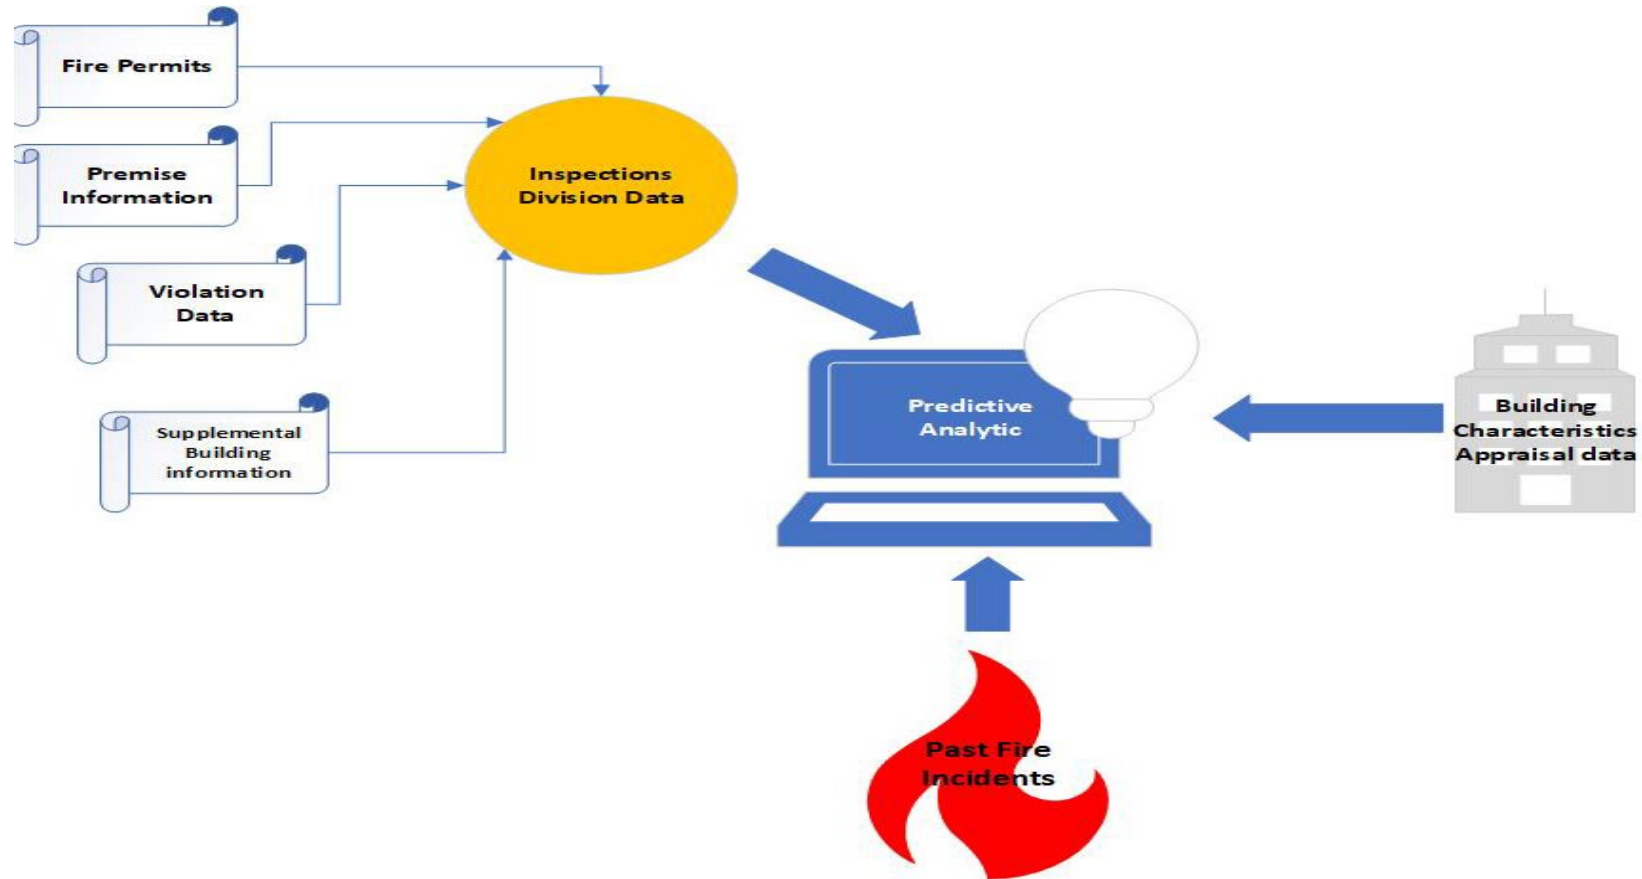 Fire Permits
Premise
Information
Violation
Data
Supplemental
Building
information
Inspections
Division Data
Predictive
Analytic
Building
Characteristics
Appraisal data
Past Fire
Incidents